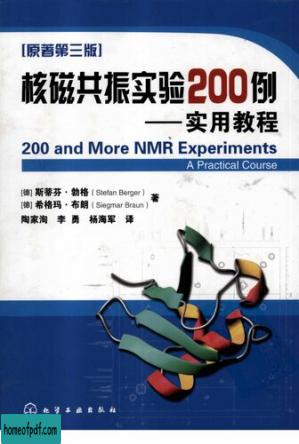 [原著第三版]
核磁共振实验200例
——实用教程
200 and More NMR Experiments
A Practical Course
[德] 斯蒂芬·勃格 (Stefan Berger)
[德] 希格玛·布朗 (Siegmar Braun) 著
陶家洵 李勇 杨海军 译
化学工业出版社
homeofpdf.com